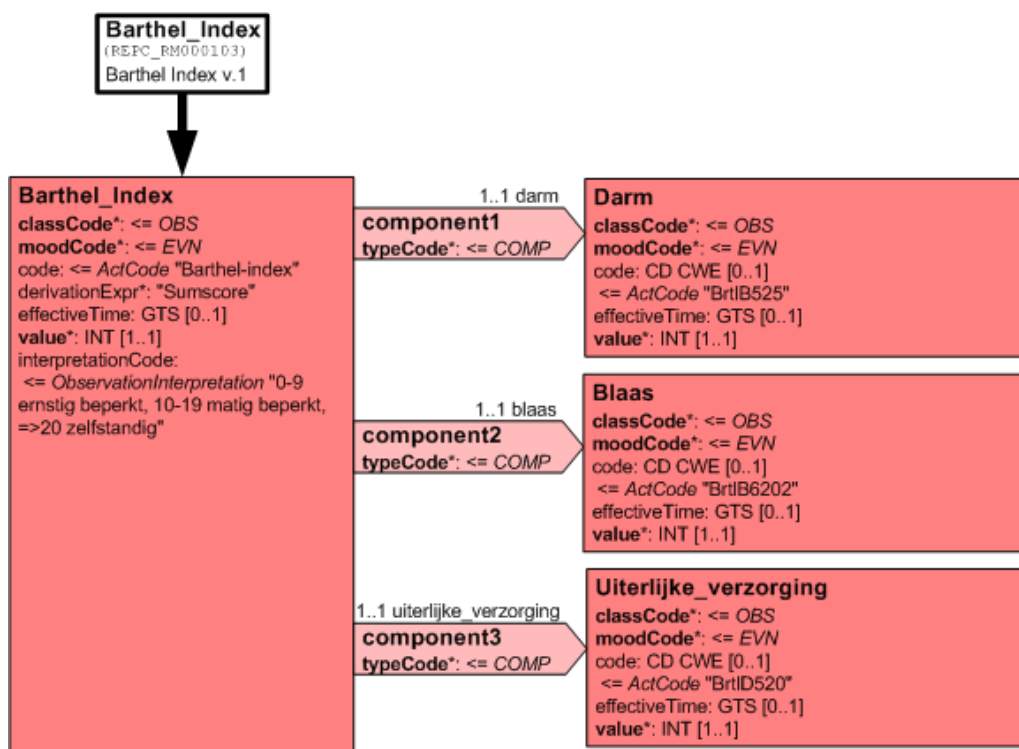 Barthel_Index
(REPC_RM000103)
Barthel Index v.1
Barthel_Index
classCode*: <= OBS
moodCode*: <= EVN
code: <= ActCode "Barthel-index"
derivationExpr*: "Sumscore"
effectiveTime: GTS [0..1]
value*: INT [1..1]
interpretationCode:
<= ObservationInterpretation "0-9
ernstig beperkt, 10-19 matig beperkt,
=>20 zelfstandig"
1..1 darm
component1
typeCode*: <= COMP
Darm
classCode*: <= OBS
moodCode*: <= EVN
code: CD CWE [0..1]
<= ActCode "BrtIB525"
effectiveTime: GTS [0..1]
value*: INT [1..1]
1..1 blaas
component2
typeCode*: <= COMP
Blaas
classCode*: <= OBS
moodCode*: <= EVN
code: CD CWE [0..1]
<= ActCode "BrtIB6202"
effectiveTime: GTS [0..1]
value*: INT [1..1]
1..1 uiterlijke_verzorging
component3
typeCode*: <= COMP
Uiterlijke_verzorging
classCode*: <= OBS
moodCode*: <= EVN
code: CD CWE [0..1]
<= ActCode "BrtID520"
effectiveTime: GTS [0..1]
value*: INT [1..1]